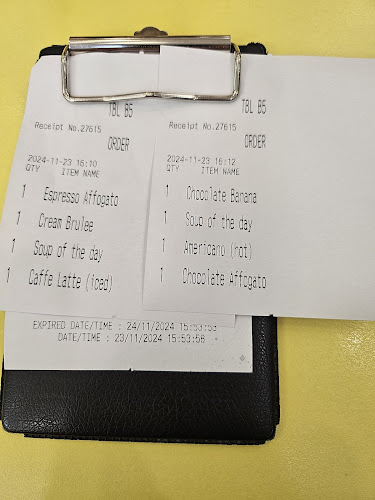 TBL B5
Receipt No.27615
ORDER
2024-11-23 16:10
QTY ITEM NAME
1 Espresso Affogato
1 Cream Brulee
1 Soup of the day
1 Caffe Latte (iced)
TBL B5
Receipt No.27615
ORDER
2024-11-23 16:12
QTY ITEM NAME
1 Chocolate Banana
1 Soup of the day
1 Americano (hot)
1 Chocolate Affogato
EXPIRED DATE/TIME : 24/11/2024 15:53:56
DATE/TIME : 23/11/2024 15:53:56